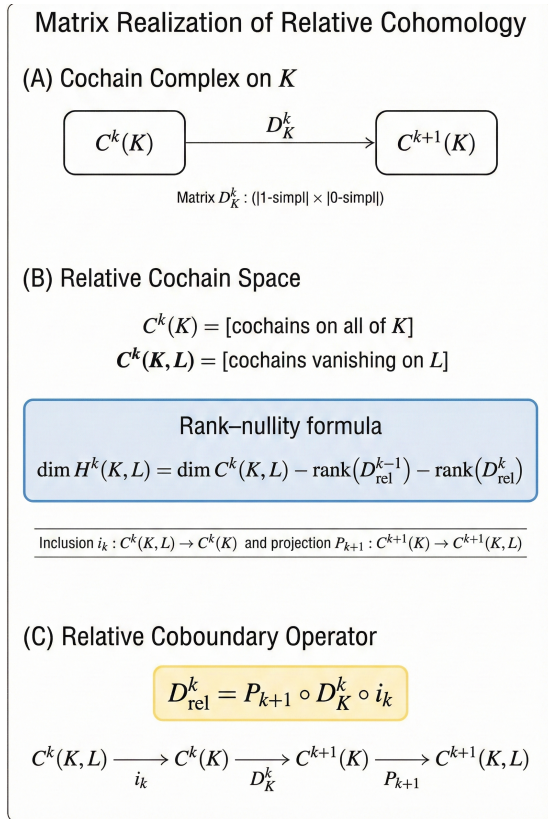 Matrix Realization of Relative Cohomology
(A) Cochain Complex on K
C^k(K)
D_K^k
C^{k+1}(K)
Matrix D_K^k : (|1-simpl| × |0-simpl|)
(B) Relative Cochain Space
C^k(K) = [cochains on all of K]
C^k(K, L) = [cochains vanishing on L]
Rank–nullity formula
dim H^k(K, L) = dim C^k(K, L) − rank(D_rel^{k−1}) − rank(D_rel^k)
Inclusion i_k : C^k(K, L) → C^k(K) and projection P_{k+1} : C^{k+1}(K) → C^{k+1}(K, L)
(C) Relative Coboundary Operator
D_rel^k = P_{k+1} ∘ D_K^k ∘ i_k
C^k(K, L) → C^k(K) → C^{k+1}(K) → C^{k+1}(K, L)
i_k D_K^k P_{k+1}